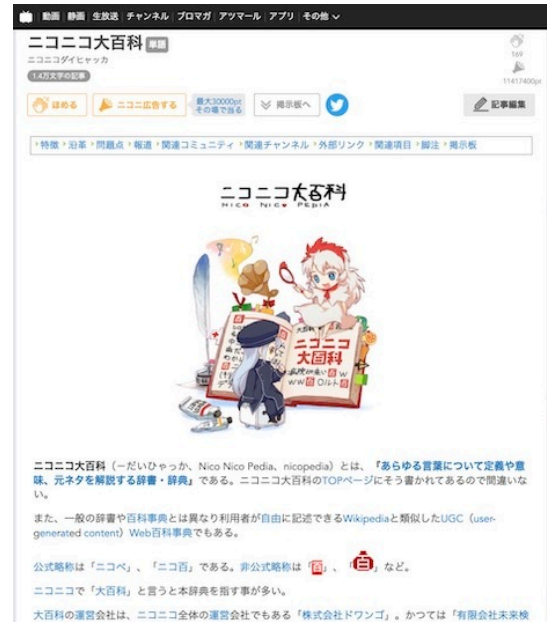 動画 静画 生放送 チャンネル ブロマガ アツマール アプリ その他
ニコニコ大百科 単語
ニコニコダイヒャッカ
1.4万文字の記事
169
11417400pt
ほめる ニコニ広告する 最大30000pt その場で当る 掲示板へ 記事編集
特徴 沿革 問題点 報道 関連コミュニティ 関連チャンネル 外部リンク 関連項目 脚注 掲示板
ニコニコ大百科
NICO NICO PEDIA
ニコニコ
大百科
ニコニコ大百科（－だいひゃっか、Nico Nico Pedia、nicopedia）とは、『あらゆる言葉について定義や意
味、元ネタを解説する辞書・辞典』である。ニコニコ大百科のTOPページにそう書かれてあるので間違いな
い。
また、一般の辞書や百科事典とは異なり利用者が自由に記述できるWikipediaと類似したUGC（user-
generated content）Web百科事典でもある。
公式略称は「ニコペ」、「ニコ百」である。非公式略称は「百」、「百」など。
ニコニコで「大百科」と言うと本辞典を指す事が多い。
大百科の運営会社は、ニコニコ全体の運営会社でもある「株式会社ドワンゴ」。かつては「有限会社未来検